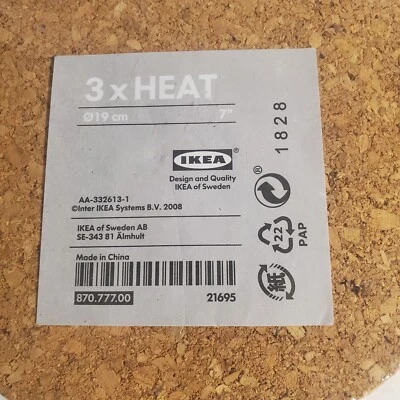 3 x HEAT
Ø19 cm 7"
1828
IKEA®
Design and Quality
IKEA of Sweden
AA-332613-1
©Inter IKEA Systems B.V. 2008
22
PAP
IKEA of Sweden AB
SE-343 81 Älmhult
Made in China
紙
870.777.00 21695